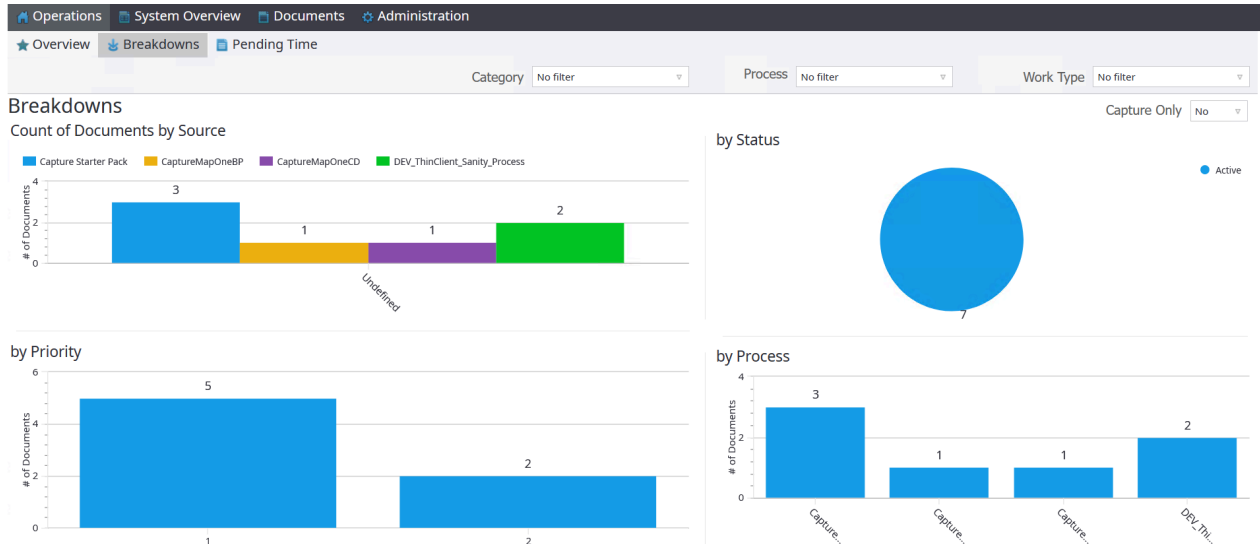 Operations System Overview Documents Administration
Overview Breakdowns Pending Time
Category No filter Process No filter Work Type No filter
Breakdowns
Capture Only No
Count of Documents by Source
Capture Starter Pack CaptureMapOneBP CaptureMapOneCD DEV_ThinClient_Sanity_Process
# of Documents
4
2
0
3
1
1
2
Undefined
by Status
Active
7
by Priority
# of Documents
6
4
2
0
5
2
1
2
by Process
# of Documents
4
2
0
3
1
1
2
Capture...
Capture...
Capture...
DEV_Thi...